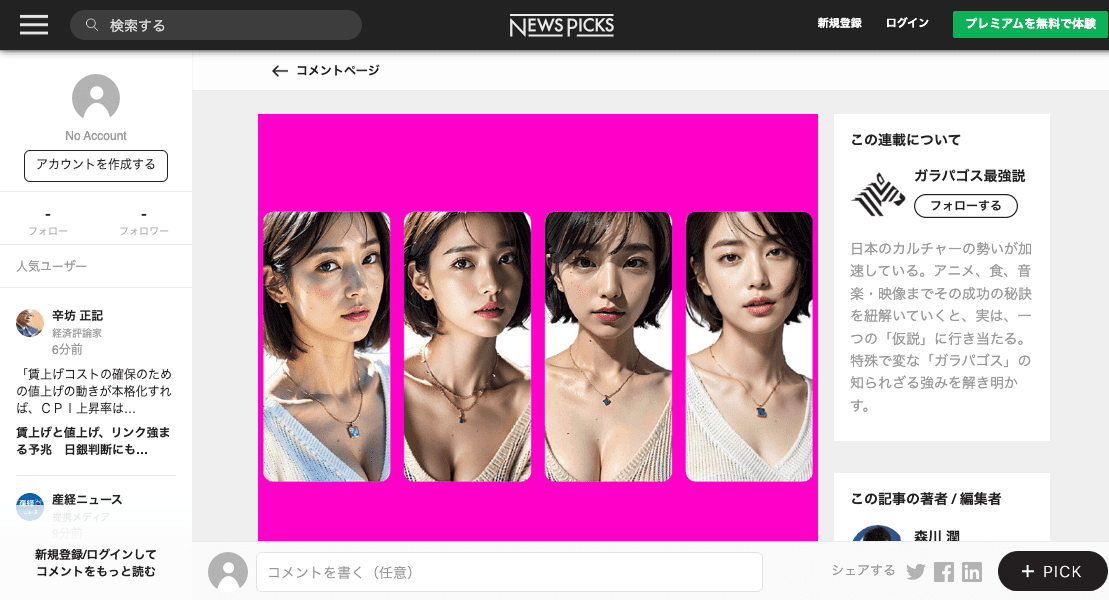 検索する
NEWSPICKS
新規登録
ログイン
プレミアムを無料で体験
コメントページ
No Account
アカウントを作成する
-
-
フォロー
フォロワー
人気ユーザー
辛坊 正記
経済評論家
6分前
「賃上げコストの確保のため
の値上げの動きが本格化すれ
ば、ＣＰＩ上昇率は...
賃上げと値上げ、リンク強ま
る予兆　日銀判断にも...
産経ニュース
提携メディア
9分前
新規登録/ログインして
コメントをもっと読む
この連載について
ガラパゴス最強説
フォローする
日本のカルチャーの勢いが加
速している。アニメ、食、音
楽・映像までその成功の秘訣
を紐解いていくと、実は、一
つの「仮説」に行き当たる。
特殊で変な「ガラパゴス」の
知られざる強みを解き明か
す。
この記事の著者 / 編集者
森川 潤
コメントを書く（任意）
シェアする
+ PICK